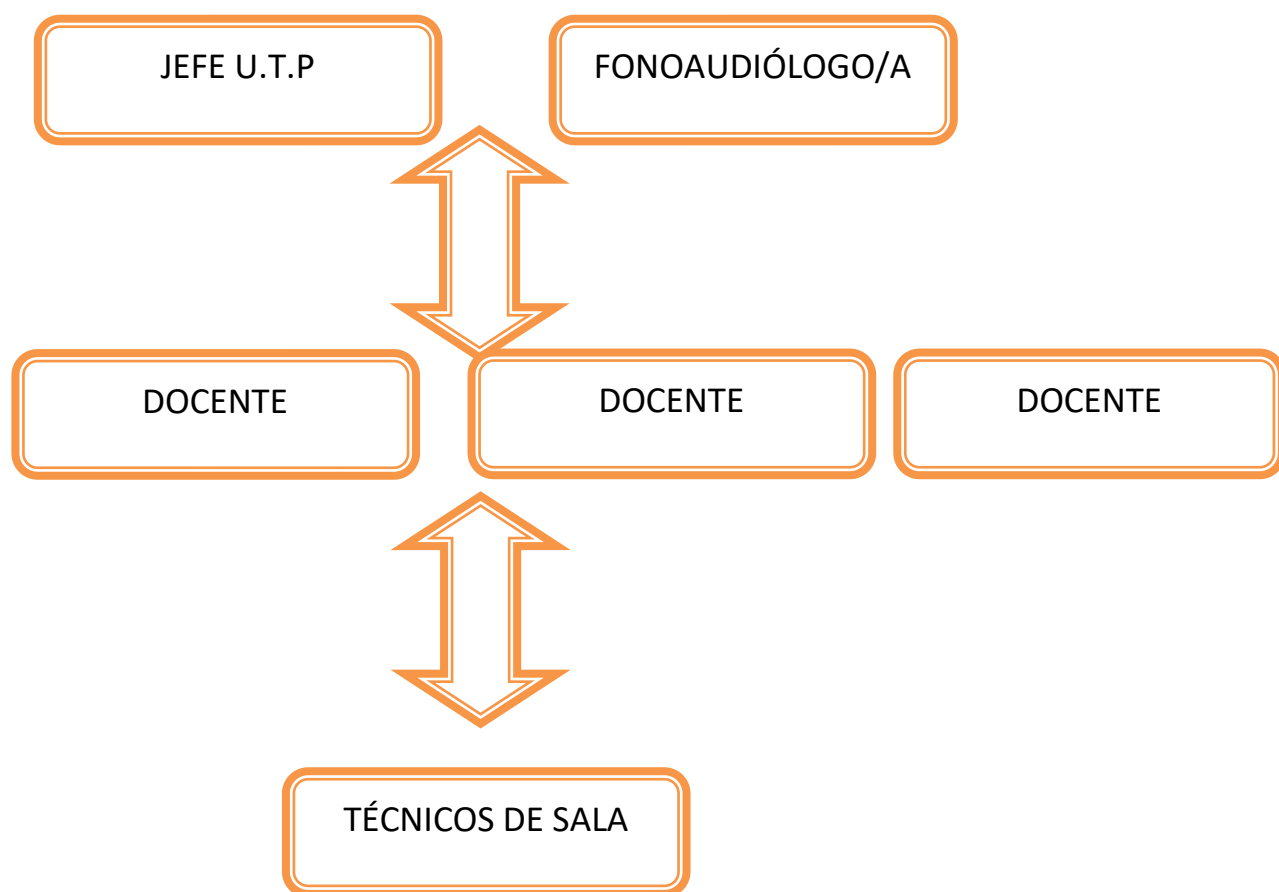 JEFE U.T.P
FONOAUDIÓLOGO/A
DOCENTE
DOCENTE
DOCENTE
TÉCNICOS DE SALA